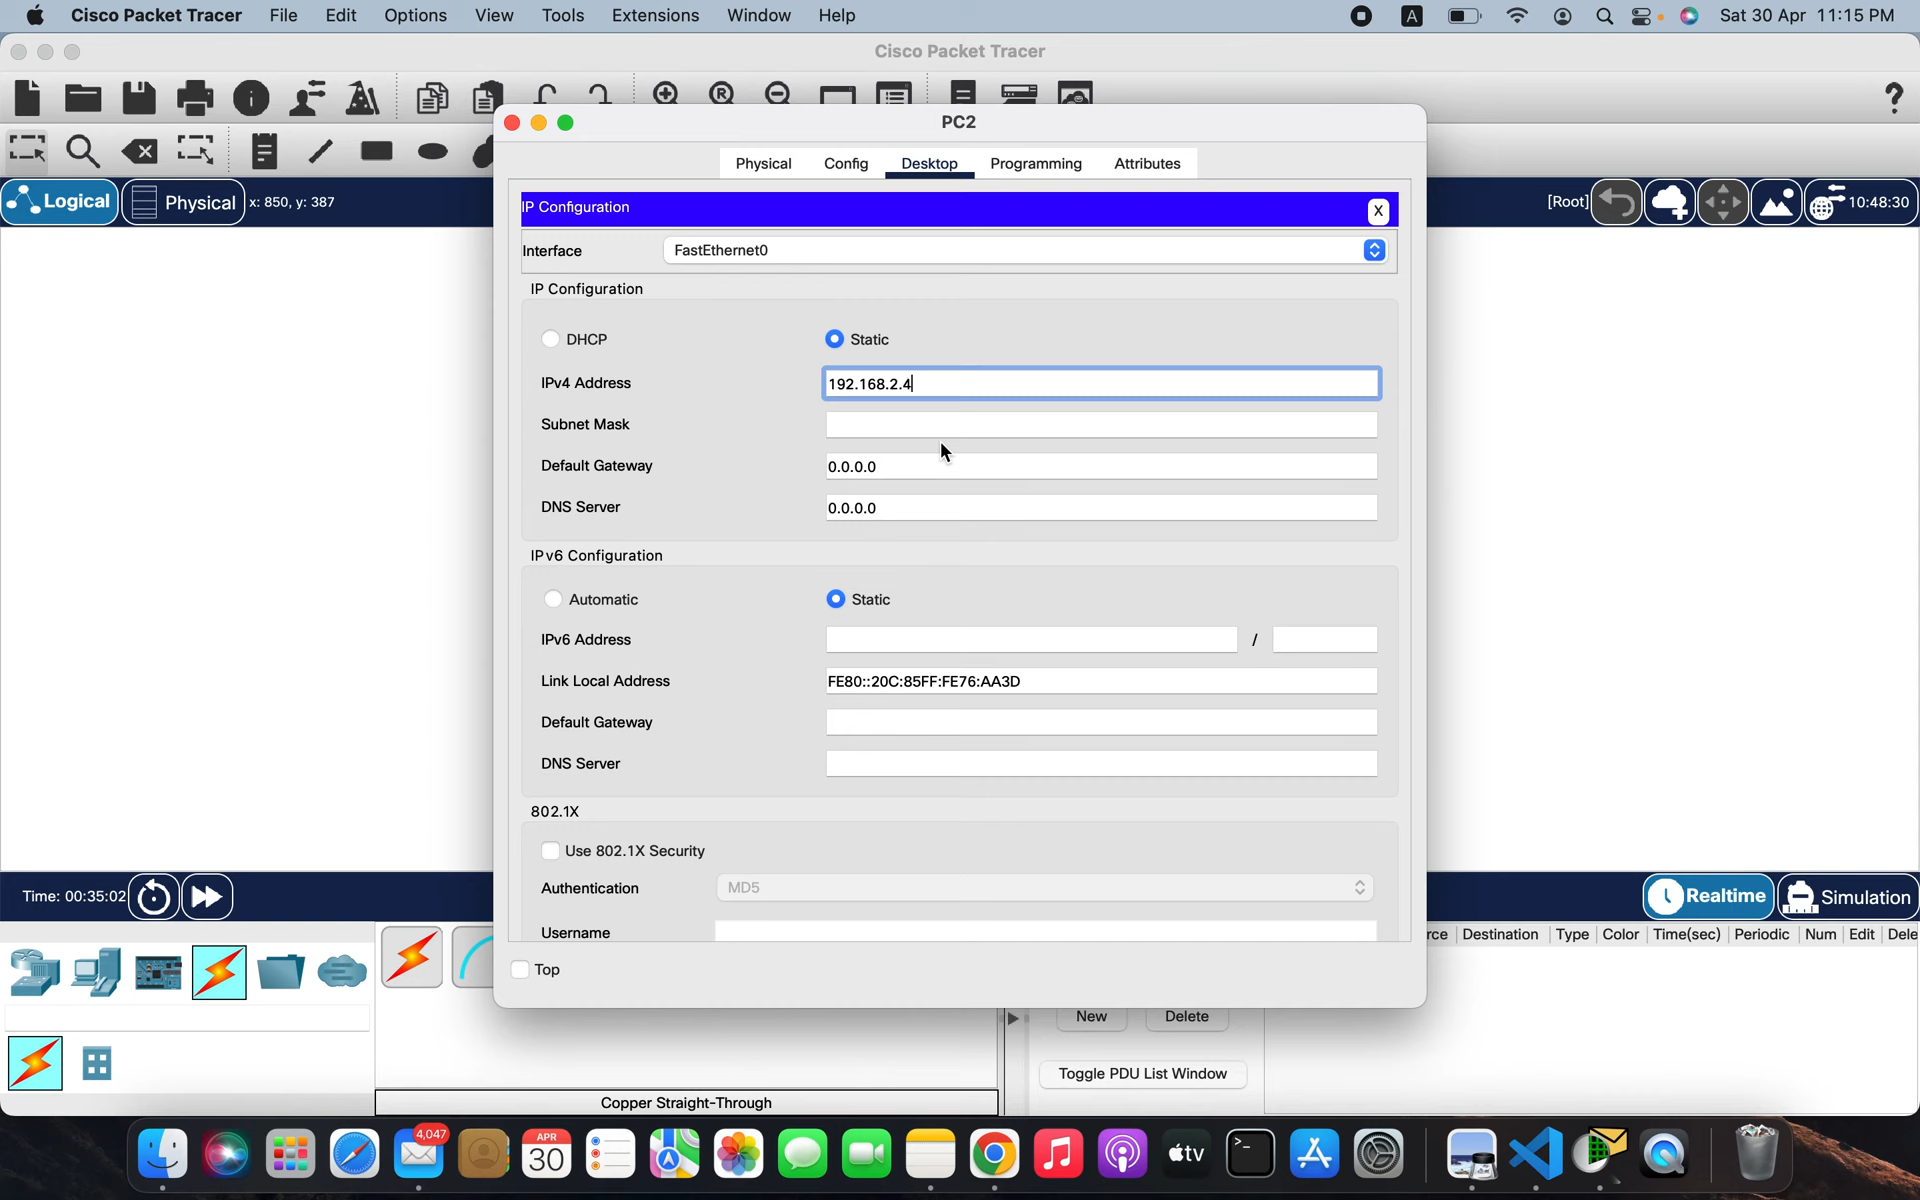 Cisco Packet Tracer File Edit Options View Tools Extensions Window Help A Sat 30 Apr 11:15 PM
Cisco Packet Tracer
PC2
Physical Config Desktop Programming Attributes
Logical Physical x: 850, y: 387 [Root] 10:48:30
IP Configuration X
Interface FastEthernet0
IP Configuration
DHCP Static
IPv4 Address 192.168.2.4
Subnet Mask
Default Gateway 0.0.0.0
DNS Server 0.0.0.0
IPv6 Configuration
Automatic Static
IPv6 Address /
Link Local Address FE80::20C:85FF:FE76:AA3D
Default Gateway
DNS Server
802.1X
Use 802.1X Security
Time: 00:35:02 Realtime Simulation
Authentication MD5
Username
rce Destination Type Color Time(sec) Periodic Num Edit Dele
Top
New Delete
Toggle PDU List Window
Copper Straight-Through
4,047
APR
30
tv